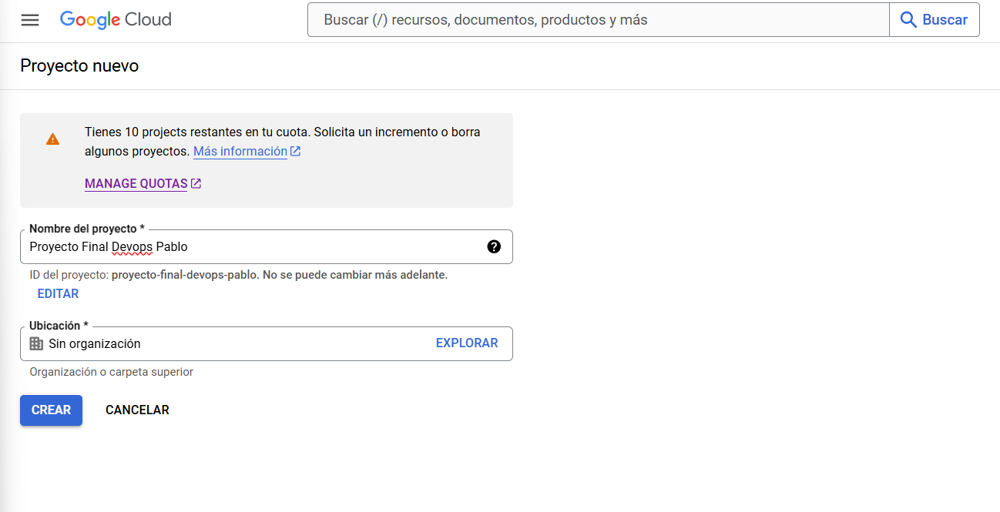 Google Cloud
Buscar (/) recursos, documentos, productos y más
Buscar
Proyecto nuevo
Tienes 10 projects restantes en tu cuota. Solicita un incremento o borra
algunos proyectos. Más información
MANAGE QUOTAS
Nombre del proyecto *
Proyecto Final Devops Pablo
ID del proyecto: proyecto-final-devops-pablo. No se puede cambiar más adelante.
EDITAR
Ubicación *
Sin organización
EXPLORAR
Organización o carpeta superior
CREAR
CANCELAR